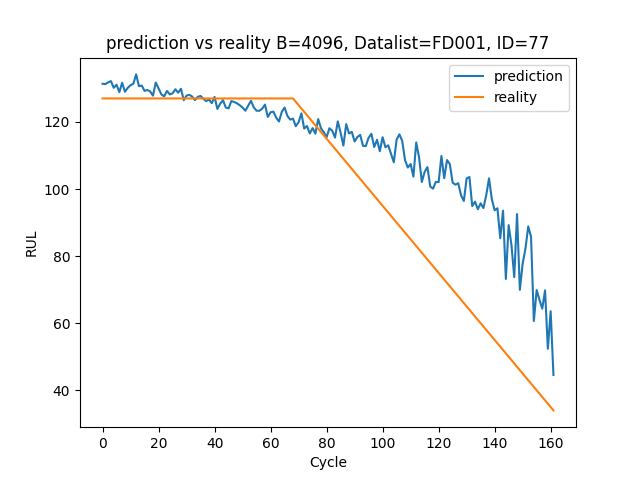 prediction vs reality B=4096, Datalist=FD001, ID=77
prediction
reality
RUL
120
100
80
60
40
0 20 40 60 80 100 120 140 160
Cycle